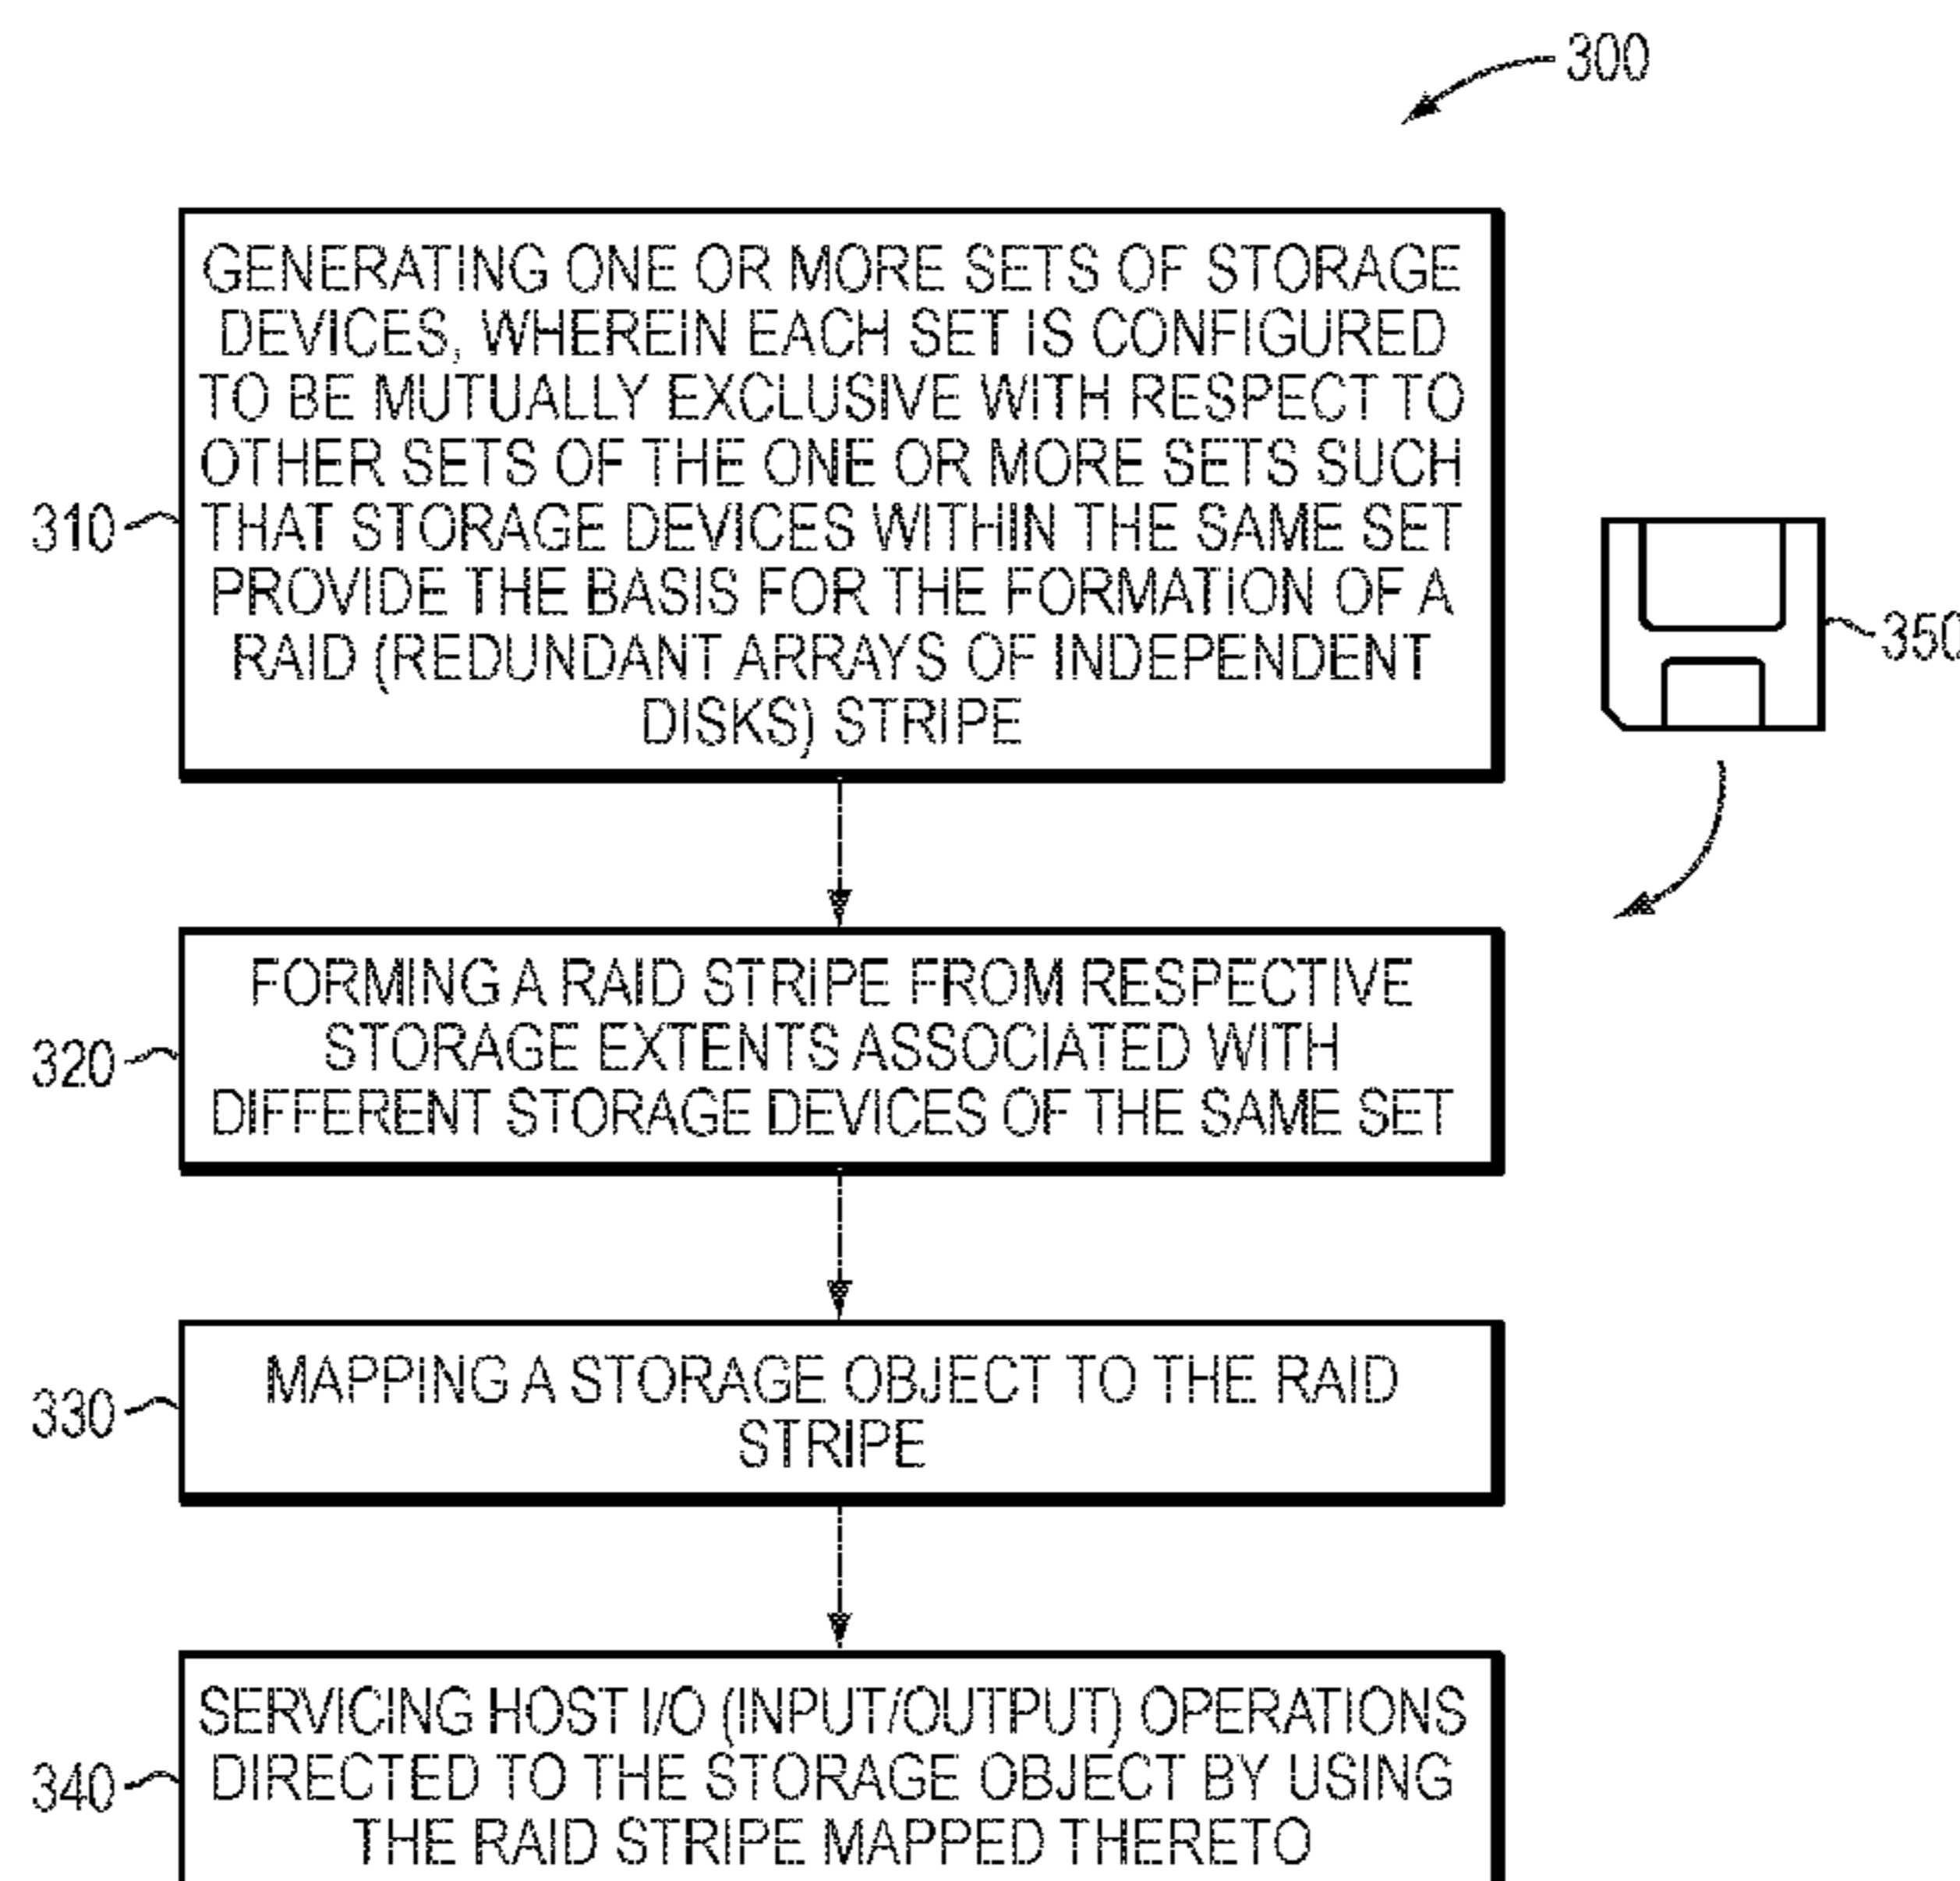 300
GENERATING ONE OR MORE SETS OF STORAGE
DEVICES, WHEREIN EACH SET IS CONFIGURED
TO BE MUTUALLY EXCLUSIVE WITH RESPECT TO
OTHER SETS OF THE ONE OR MORE SETS SUCH
THAT STORAGE DEVICES WITHIN THE SAME SET
PROVIDE THE BASIS FOR THE FORMATION OF A
RAID (REDUNDANT ARRAYS OF INDEPENDENT
DISKS) STRIPE
310
350
FORMING A RAID STRIPE FROM RESPECTIVE
STORAGE EXTENTS ASSOCIATED WITH
DIFFERENT STORAGE DEVICES OF THE SAME SET
320
MAPPING A STORAGE OBJECT TO THE RAID
STRIPE
330
SERVICING HOST I/O (INPUT/OUTPUT) OPERATIONS
DIRECTED TO THE STORAGE OBJECT BY USING
THE RAID STRIPE MAPPED THERETO
340